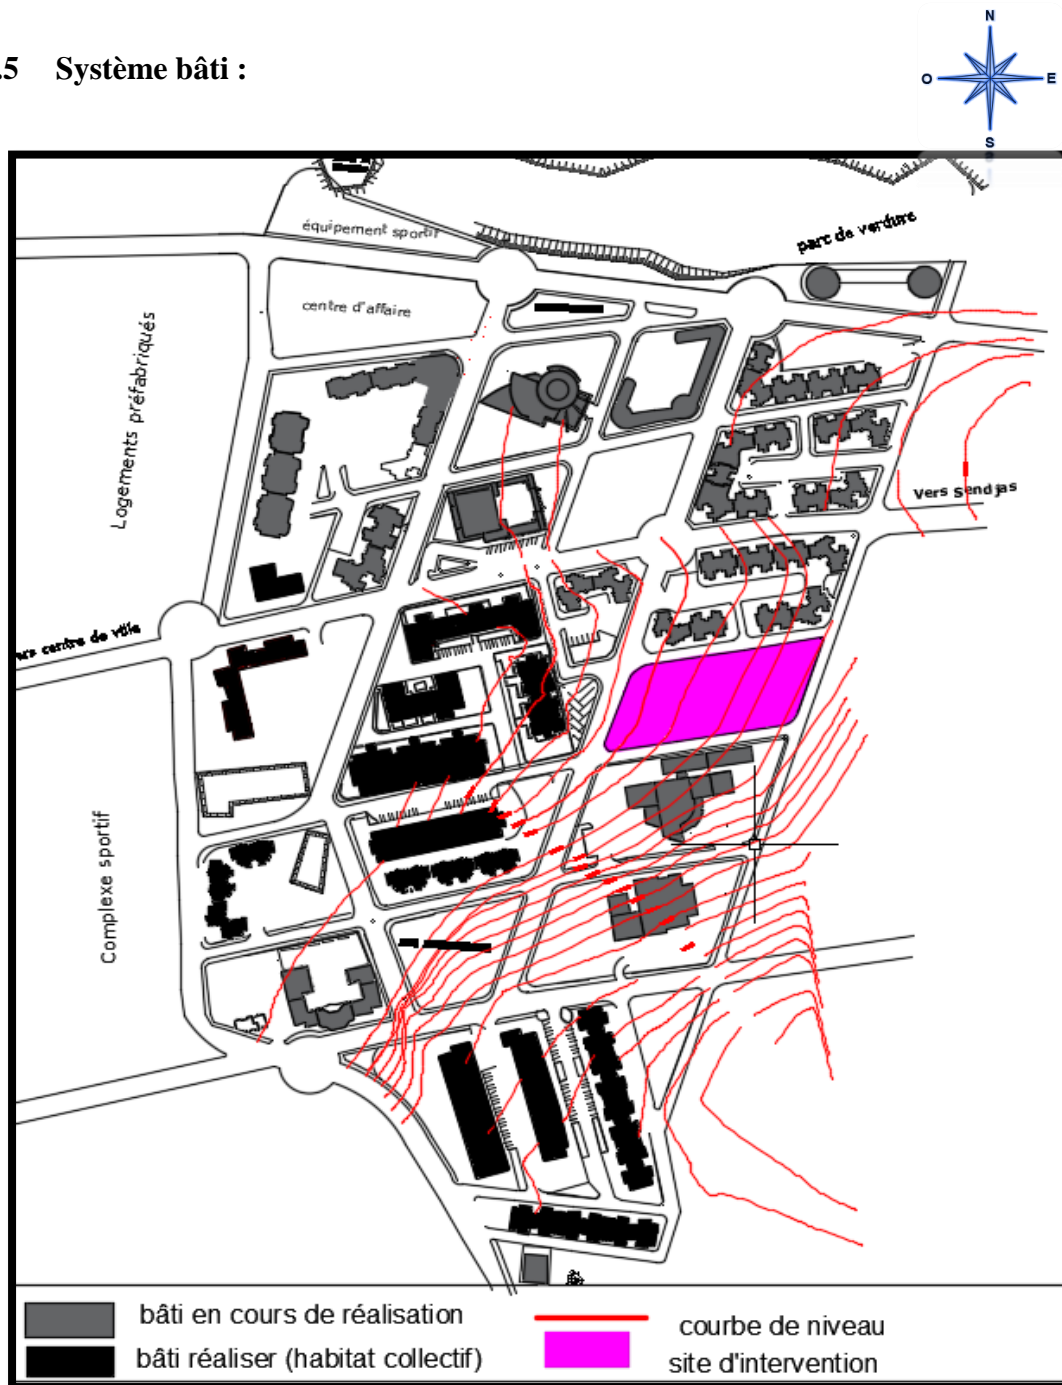 N
.5 Système bâti :
O E
S
équipement sportif
parc de verdure
centre d'affaire
Logements préfabriqués
Vers Sendjas
ers centre de ville
Complexe sportif
bâti en cours de réalisation
courbe de niveau
bâti réaliser (habitat collectif)
site d'intervention